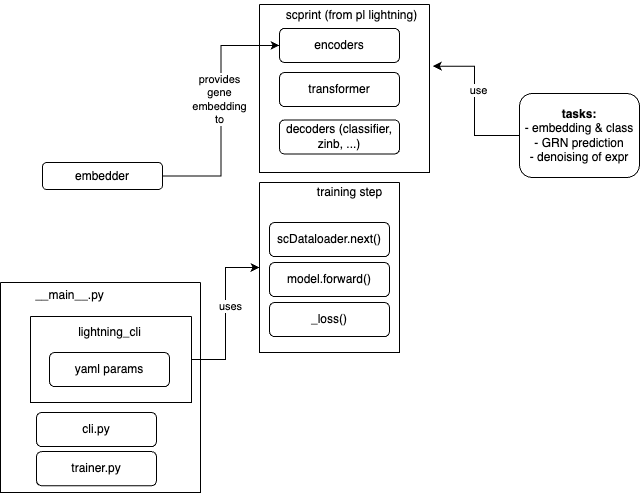 scprint (from pl lightning)
encoders
transformer
decoders (classifier,
zinb, ...)
provides
gene
embedding
to
embedder
use
tasks:
- embedding & class
- GRN prediction
- denoising of expr
training step
scDataloader.next()
model.forward()
_loss()
uses
__main__.py
lightning_cli
yaml params
cli.py
trainer.py